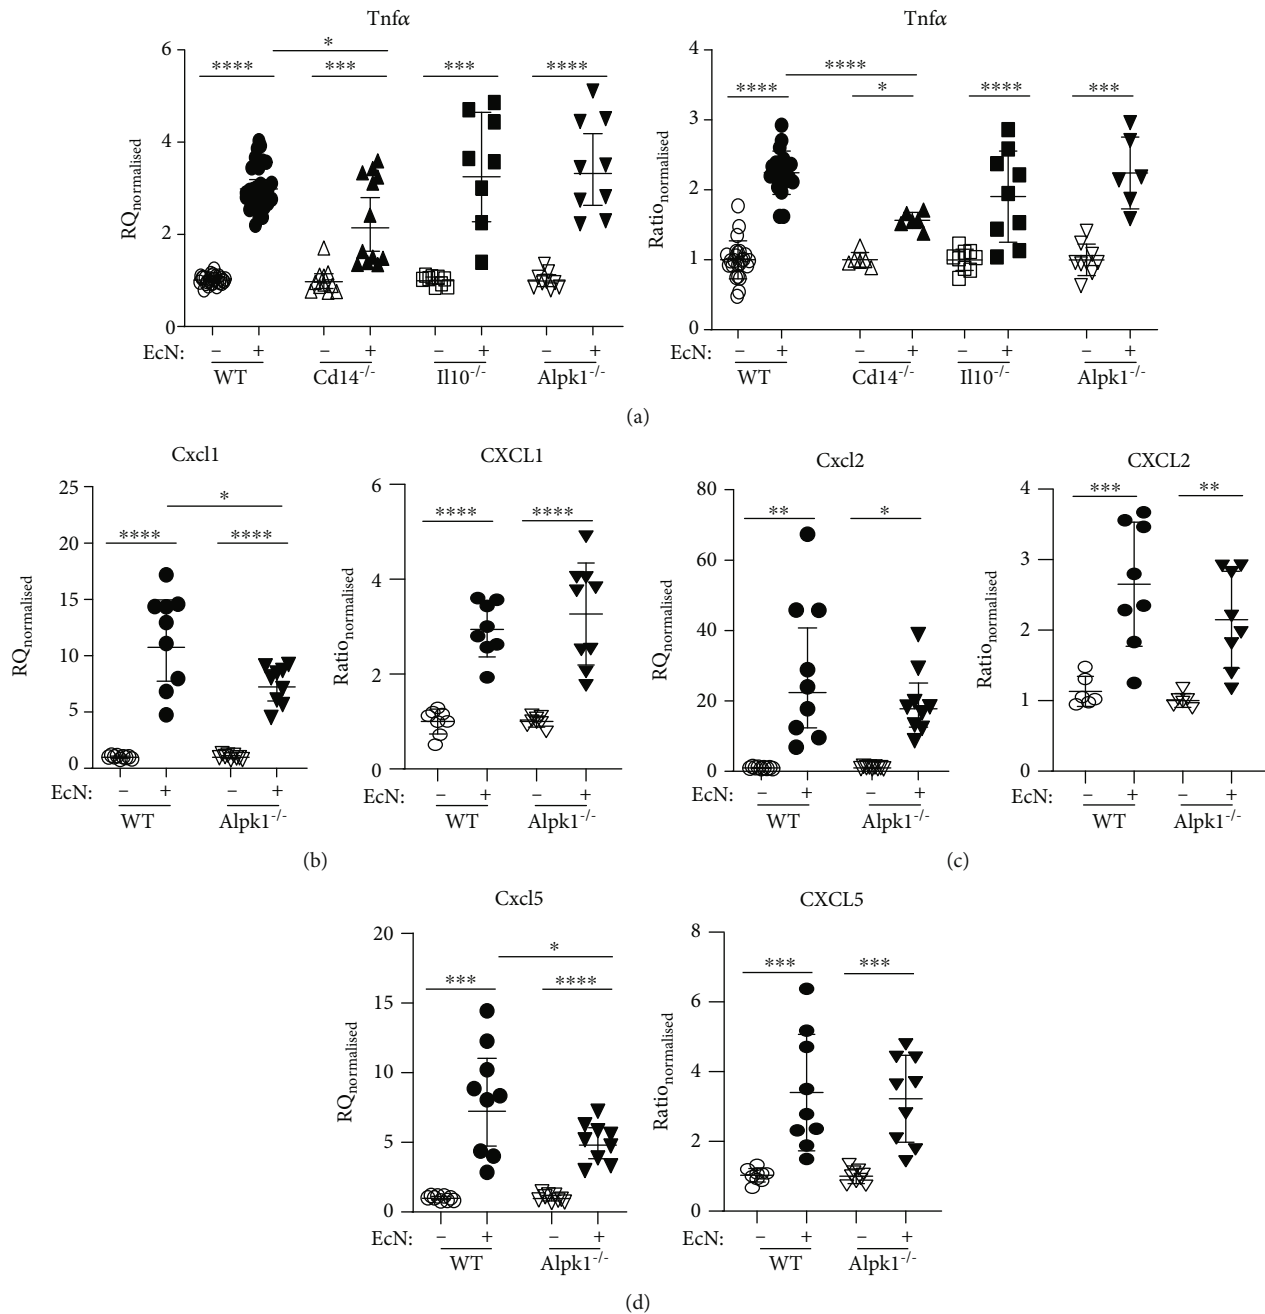 Tnfα
Tnfα
6
4
2
0
RQnormalised
**** * *** *** ****
EcN: − + − + − + − +
WT Cd14-/- Il10-/- Alpk1-/-
4
3
2
1
0
Rationormalised
**** **** * **** ***
− + − + − + − +
WT Cd14-/- Il10-/- Alpk1-/-
(a)
Cxcl1
25
20
15
10
5
0
RQnormalised
**** * ****
EcN: − + − +
WT Alpk1-/-
CXCL1
6
4
2
0
Rationormalised
**** ****
− + − +
WT Alpk1-/-
(b)
Cxcl2
80
60
40
20
0
RQnormalised
** *
EcN: − + − +
WT Alpk1-/-
CXCL2
4
3
2
1
0
Rationormalised
*** **
EcN: − + − +
WT Alpk1-/-
(c)
Cxcl5
20
15
10
5
0
RQnormalised
*** * ****
EcN: − + − +
WT Alpk1-/-
CXCL5
8
6
4
2
0
Rationormalised
*** ***
EcN: − + − +
WT Alpk1-/-
(d)